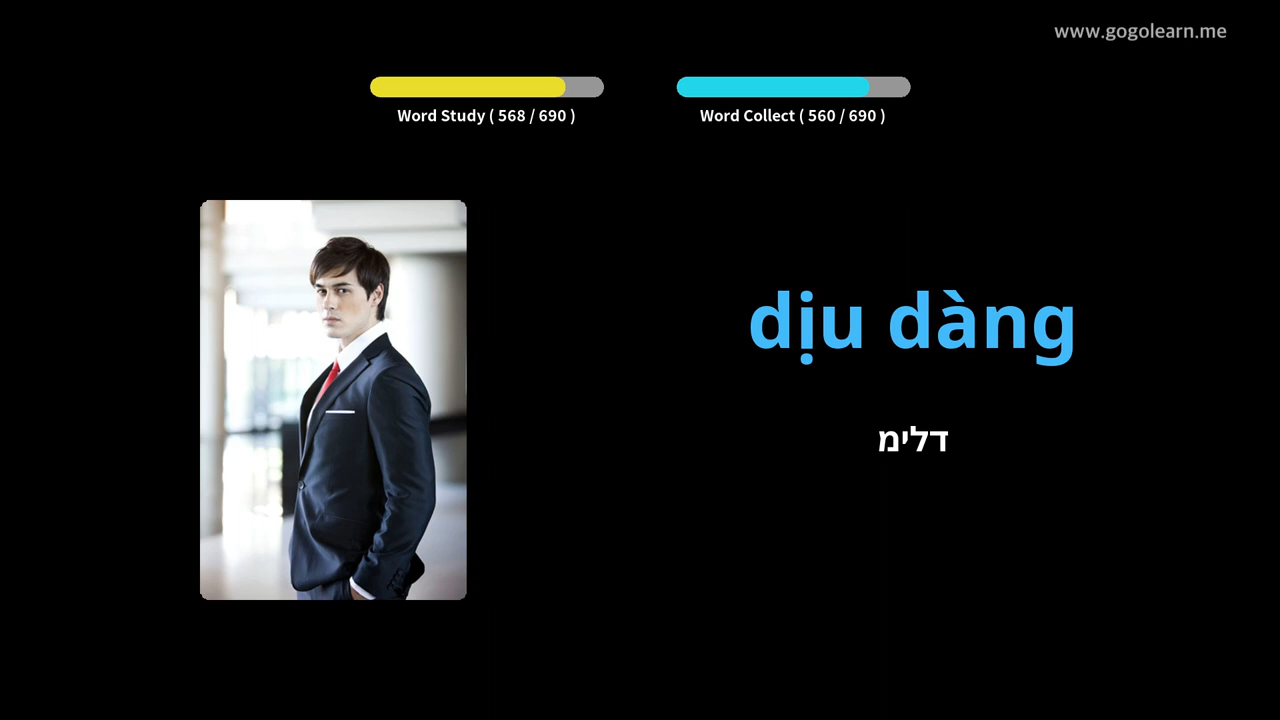 www.gogolearn.me
Word Study ( 568 / 690 )
Word Collect ( 560 / 690 )
dịu dàng
דלימ